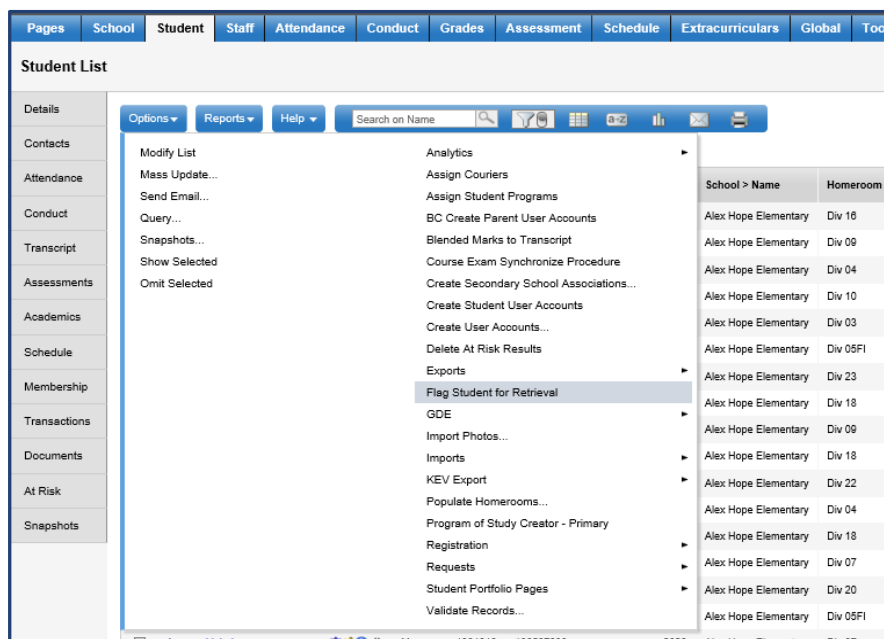 Pages School Student Staff Attendance Conduct Grades Assessment Schedule Extracurriculars Global Too
Student List
Details
Contacts
Attendance
Conduct
Transcript
Assessments
Academics
Schedule
Membership
Transactions
Documents
At Risk
Snapshots
Options Reports Help Search on Name a-z
Modify List
Mass Update...
Send Email...
Query...
Snapshots...
Show Selected
Omit Selected
Analytics
Assign Couriers
Assign Student Programs
BC Create Parent User Accounts
Blended Marks to Transcript
Course Exam Synchronize Procedure
Create Secondary School Associations...
Create Student User Accounts
Create User Accounts...
Delete At Risk Results
Exports
Flag Student for Retrieval
GDE
Import Photos...
Imports
KEV Export
Populate Homerooms...
Program of Study Creator - Primary
Registration
Requests
Student Portfolio Pages
Validate Records...
School > Name Homeroom
Alex Hope Elementary Div 16
Alex Hope Elementary Div 09
Alex Hope Elementary Div 04
Alex Hope Elementary Div 10
Alex Hope Elementary Div 03
Alex Hope Elementary Div 05FI
Alex Hope Elementary Div 23
Alex Hope Elementary Div 18
Alex Hope Elementary Div 09
Alex Hope Elementary Div 18
Alex Hope Elementary Div 22
Alex Hope Elementary Div 04
Alex Hope Elementary Div 18
Alex Hope Elementary Div 07
Alex Hope Elementary Div 20
Alex Hope Elementary Div 05FI